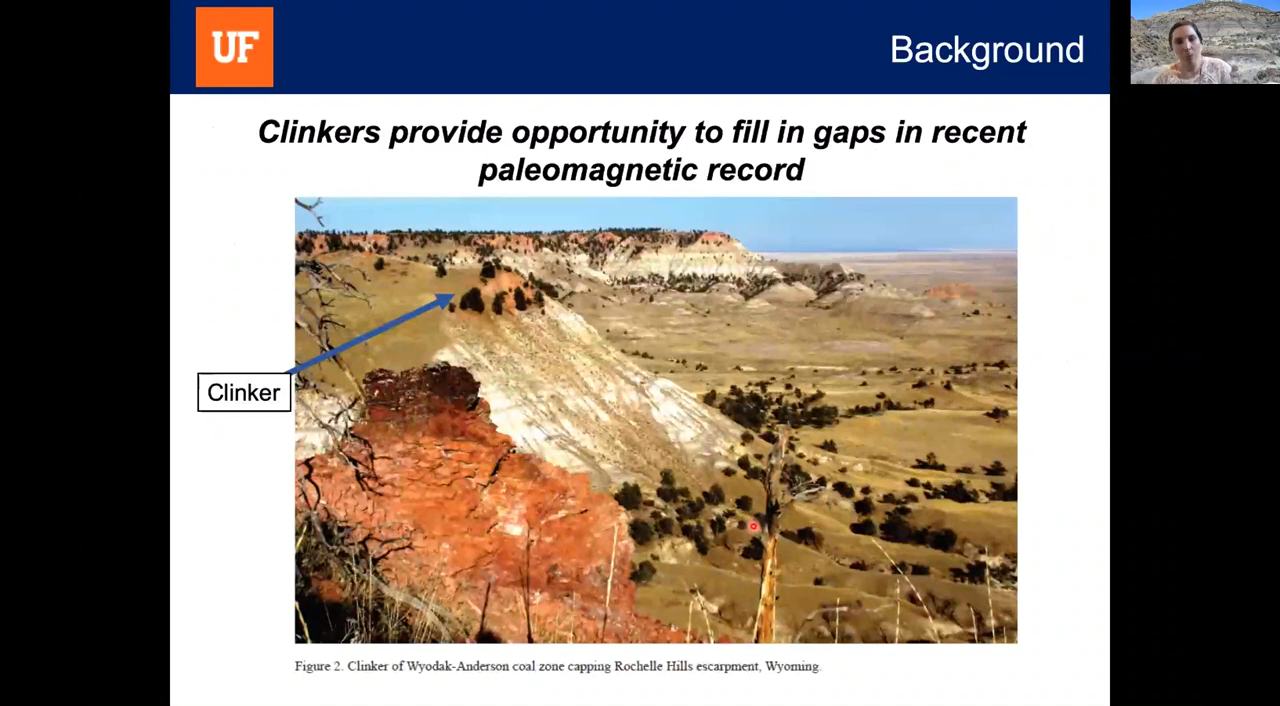 UF
Background
Clinkers provide opportunity to fill in gaps in recent
paleomagnetic record
Clinker
Figure 2. Clinker of Wyodak-Anderson coal zone capping Rochelle Hills escarpment, Wyoming.